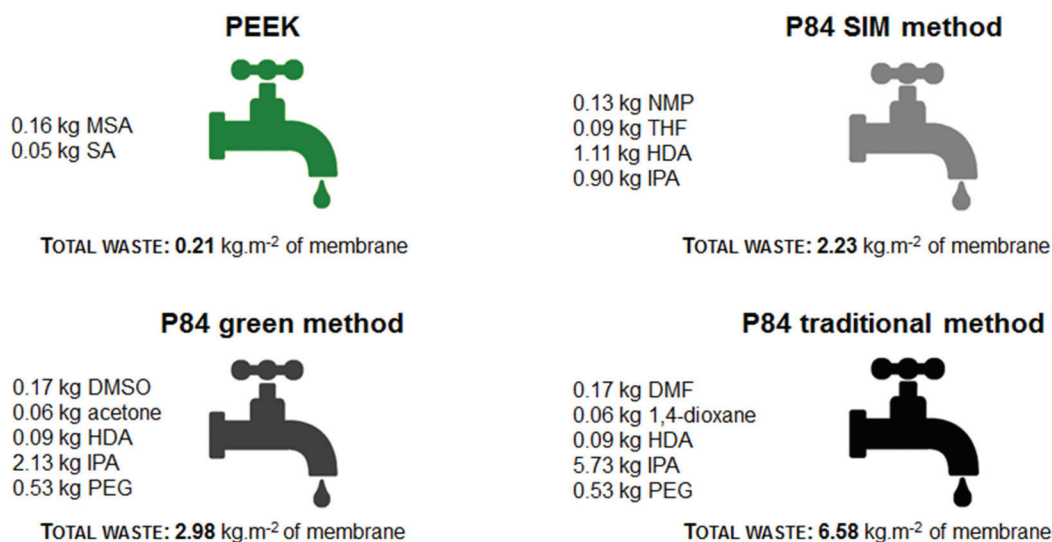 PEEK
0.16 kg MSA
0.05 kg SA
TOTAL WASTE: 0.21 kg.m⁻² of membrane
P84 SIM method
0.13 kg NMP
0.09 kg THF
1.11 kg HDA
0.90 kg IPA
TOTAL WASTE: 2.23 kg.m⁻² of membrane
P84 green method
0.17 kg DMSO
0.06 kg acetone
0.09 kg HDA
2.13 kg IPA
0.53 kg PEG
TOTAL WASTE: 2.98 kg.m⁻² of membrane
P84 traditional method
0.17 kg DMF
0.06 kg 1,4-dioxane
0.09 kg HDA
5.73 kg IPA
0.53 kg PEG
TOTAL WASTE: 6.58 kg.m⁻² of membrane